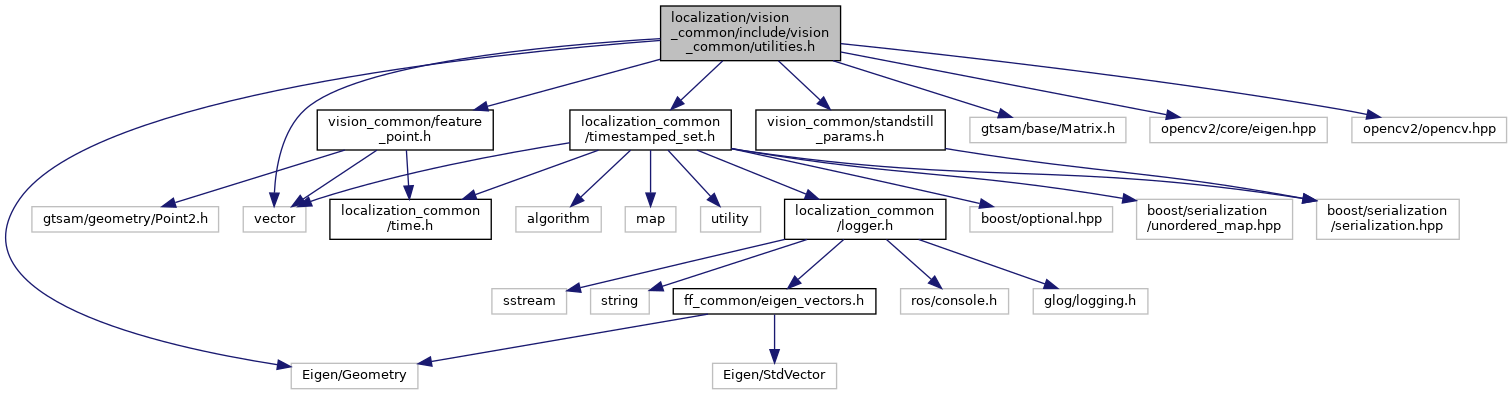 localization/vision
_common/include/vision
_common/utilities.h
vision_common/feature
_point.h
localization_common
/timestamped_set.h
vision_common/standstill
_params.h
gtsam/base/Matrix.h
opencv2/core/eigen.hpp
opencv2/opencv.hpp
gtsam/geometry/Point2.h
vector
localization_common
/time.h
algorithm
map
utility
localization_common
/logger.h
boost/optional.hpp
boost/serialization
/unordered_map.hpp
boost/serialization
/serialization.hpp
sstream
string
ff_common/eigen_vectors.h
ros/console.h
glog/logging.h
Eigen/Geometry
Eigen/StdVector